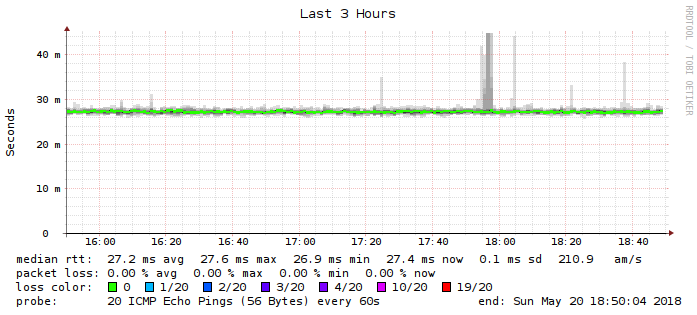 Last 3 Hours
RRDTOOL / TOBI OETIKER
Seconds
40 m
30 m
20 m
10 m
0
16:00 16:20 16:40 17:00 17:20 17:40 18:00 18:20 18:40
median rtt: 27.2 ms avg 27.6 ms max 26.9 ms min 27.4 ms now 0.1 ms sd 210.9 am/s
packet loss: 0.00 % avg 0.00 % max 0.00 % min 0.00 % now
loss color: 0 1/20 2/20 3/20 4/20 10/20 19/20
probe: 20 ICMP Echo Pings (56 Bytes) every 60s end: Sun May 20 18:50:04 2018